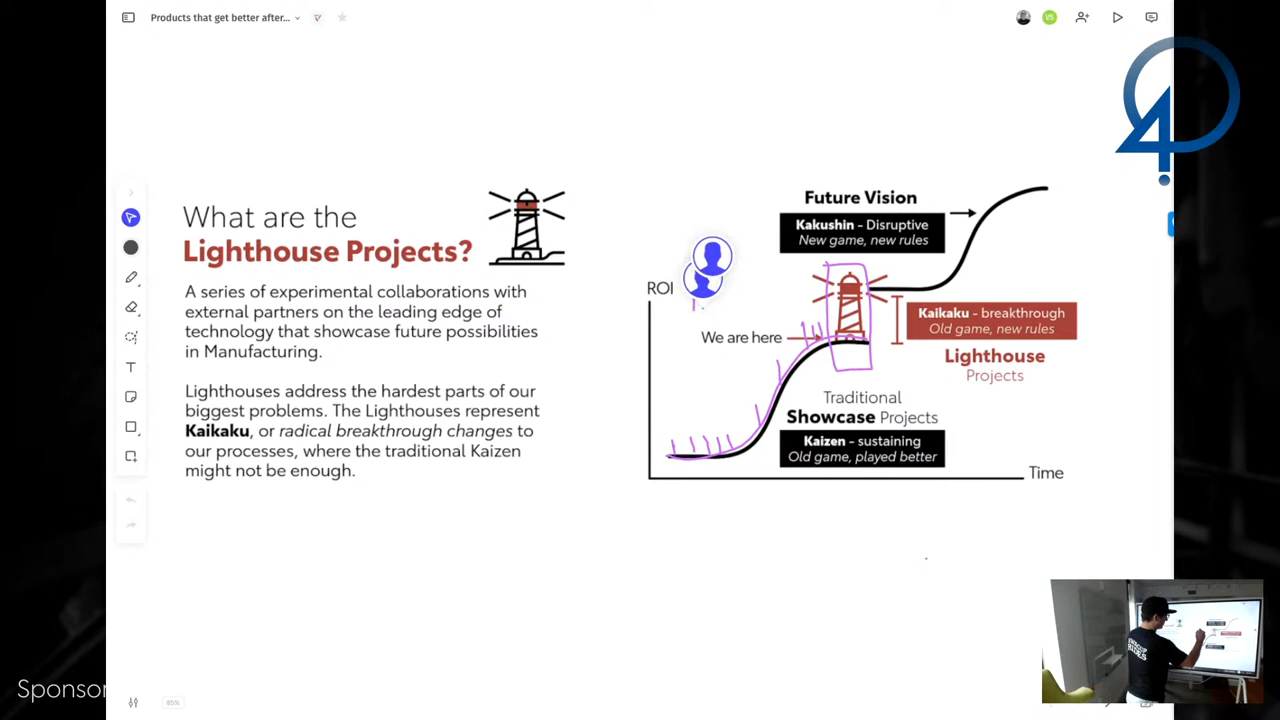 Products that get better after...
VS
What are the
Lighthouse Projects?
A series of experimental collaborations with
external partners on the leading edge of
technology that showcase future possibilities
in Manufacturing.
Lighthouses address the hardest parts of our
biggest problems. The Lighthouses represent
Kaikaku, or radical breakthrough changes to
our processes, where the traditional Kaizen
might not be enough.
ROI
Future Vision
Kakushin - Disruptive
New game, new rules
We are here
Kaikaku - breakthrough
Old game, new rules
Lighthouse
Projects
Traditional
Showcase Projects
Kaizen - sustaining
Old game, played better
Time
4
Sponsor
85%